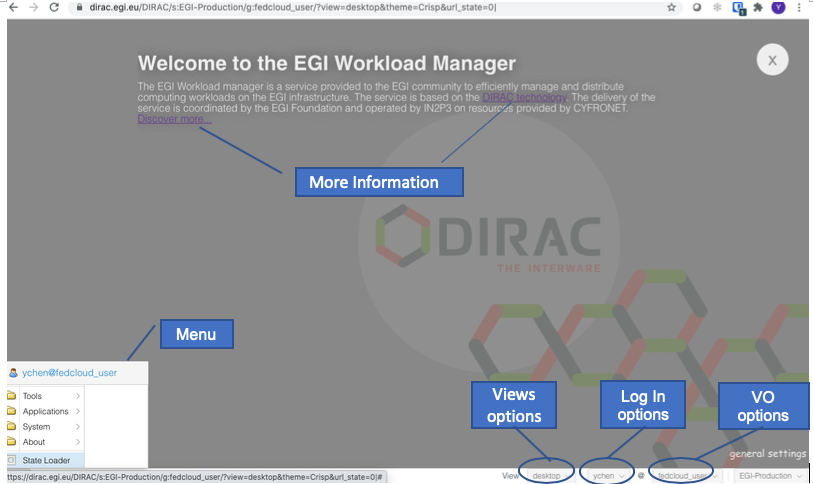 dirac.egi.eu/DIRAC/s:EGI-Production/g:fedcloud_user/?view=desktop&theme=Crisp&url_state=0|
Y
Welcome to the EGI Workload Manager
X
The EGI Workload manager is a service provided to the EGI community to efficiently manage and distribute
computing workloads on the EGI infrastructure. The service is based on the DIRAC technology. The delivery of the
service is coordinated by the EGI Foundation and operated by IN2P3 on resources provided by CYFRONET.
Discover more...
More Information
DIRAC
THE INTERWARE
Menu
ychen@fedcloud_user
Tools
Applications
System
About
State Loader
Views
options
Log In
options
VO
options
general settings
ttps://dirac.egi.eu/DIRAC/s:EGI-Production/g:fedcloud_user/?view=desktop&theme=Crisp&url_state=0|#
View desktop ychen @ fedcloud_user EGI-Production